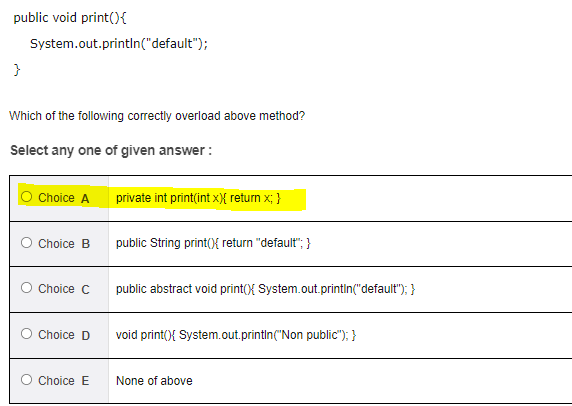 public void print(){
System.out.println("default");
}
Which of the following correctly overload above method?
Select any one of given answer :
Choice A private int print(int x){ return x; }
Choice B public String print(){ return "default"; }
Choice C public abstract void print(){ System.out.println("default"); }
Choice D void print(){ System.out.println("Non public"); }
Choice E None of above